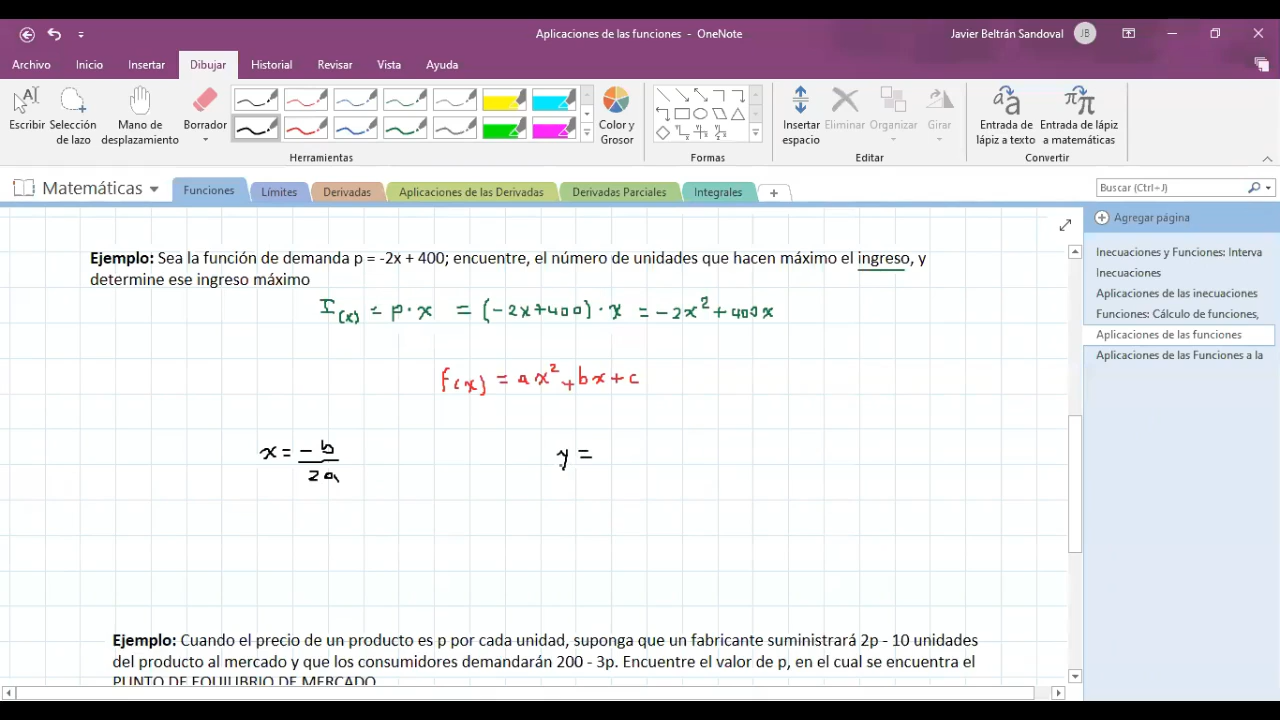 Aplicaciones de las funciones - OneNote
Javier Beltrán Sandoval
JB
Archivo
Inicio
Insertar
Dibujar
Historial
Revisar
Vista
Ayuda
Escribir
Selección de lazo
Mano de desplazamiento
Borrador
Color y Grosor
Insertar espacio
Eliminar
Organizar
Girar
Entrada de lápiz a texto
Entrada de lápiz a matemáticas
Herramientas
Formas
Editar
Convertir
Matemáticas
Funciones
Límites
Derivadas
Aplicaciones de las Derivadas
Derivadas Parciales
Integrales
Buscar (Ctrl+J)
Agregar página
Inecuaciones y Funciones: Interva
Inecuaciones
Aplicaciones de las inecuaciones
Funciones: Cálculo de funciones,
Aplicaciones de las funciones
Aplicaciones de las Funciones a la
Ejemplo: Sea la función de demanda p = -2x + 400; encuentre, el número de unidades que hacen máximo el ingreso, y
determine ese ingreso máximo
I(x) = p·x = (-2x+400)·x = -2x² + 400x
f(x) = ax² + bx + c
x = -b/2a
y =
Ejemplo: Cuando el precio de un producto es p por cada unidad, suponga que un fabricante suministrará 2p - 10 unidades
del producto al mercado y que los consumidores demandarán 200 - 3p. Encuentre el valor de p, en el cual se encuentra el
PUNTO DE EQUILIBRIO DE MERCADO